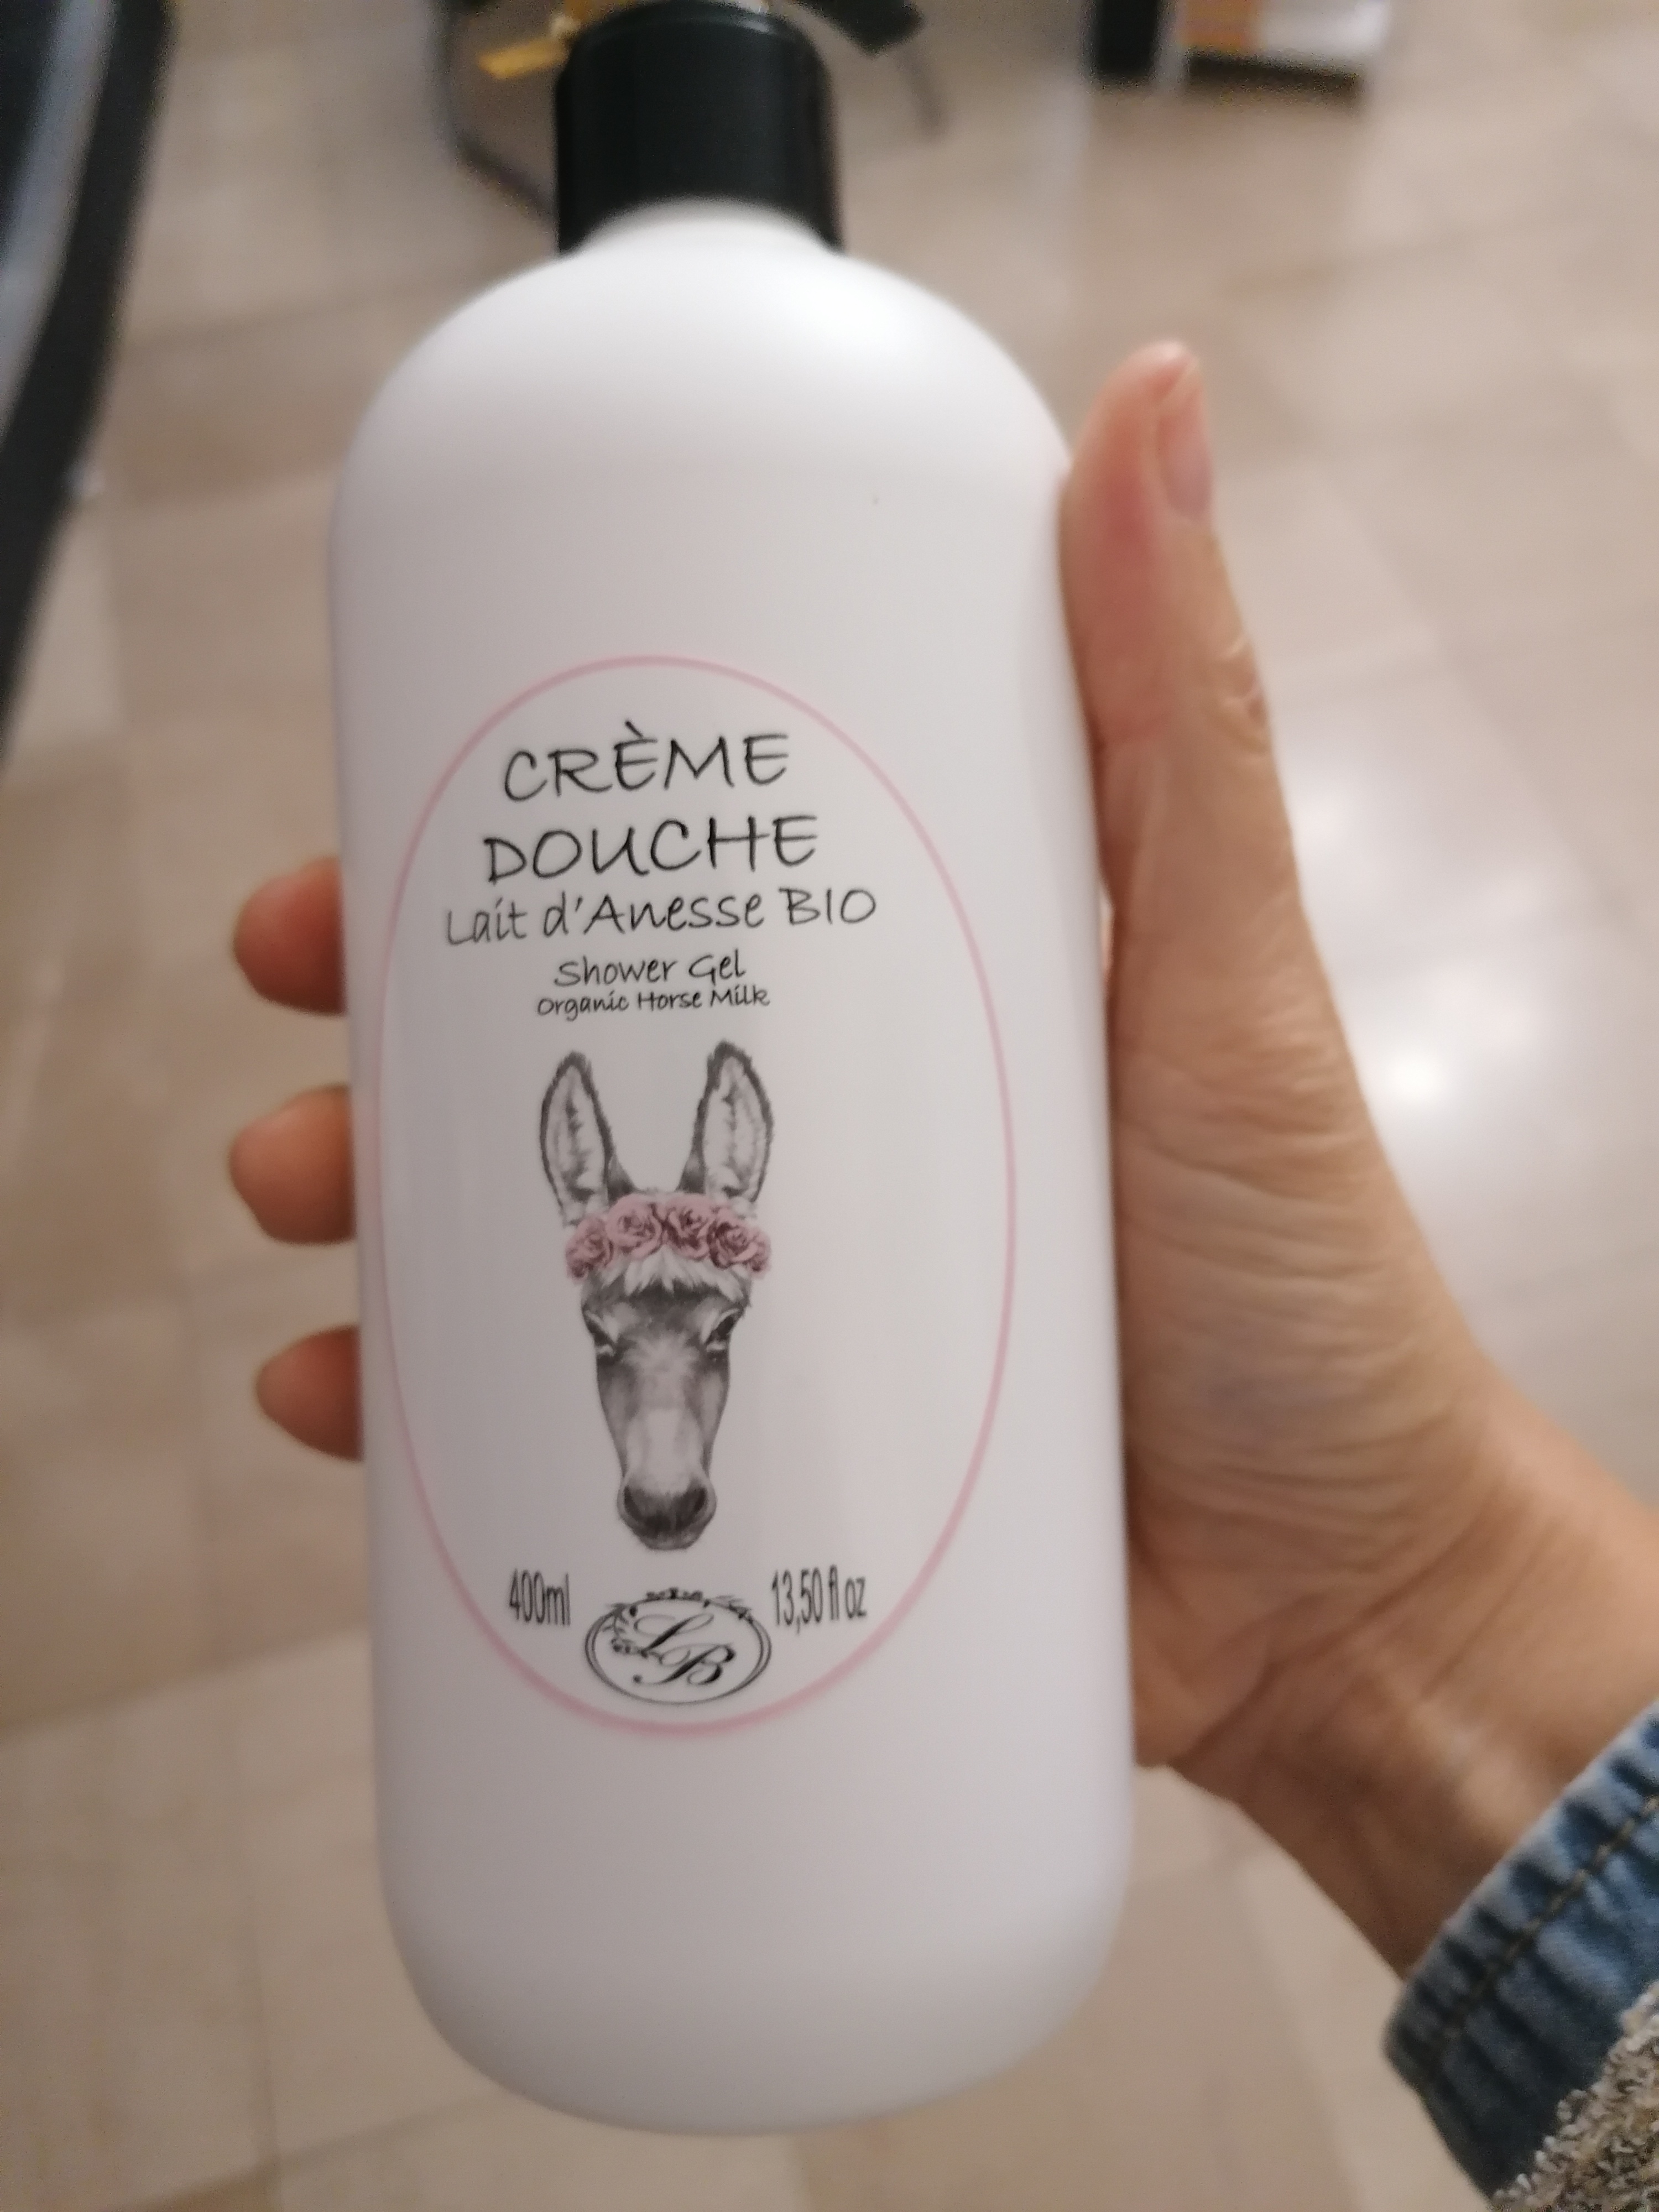 CRÈME
DOUCHE
Lait d'Anesse BIO
Shower Gel
Organic Horse Milk
400ml 13,50 fl oz
LB